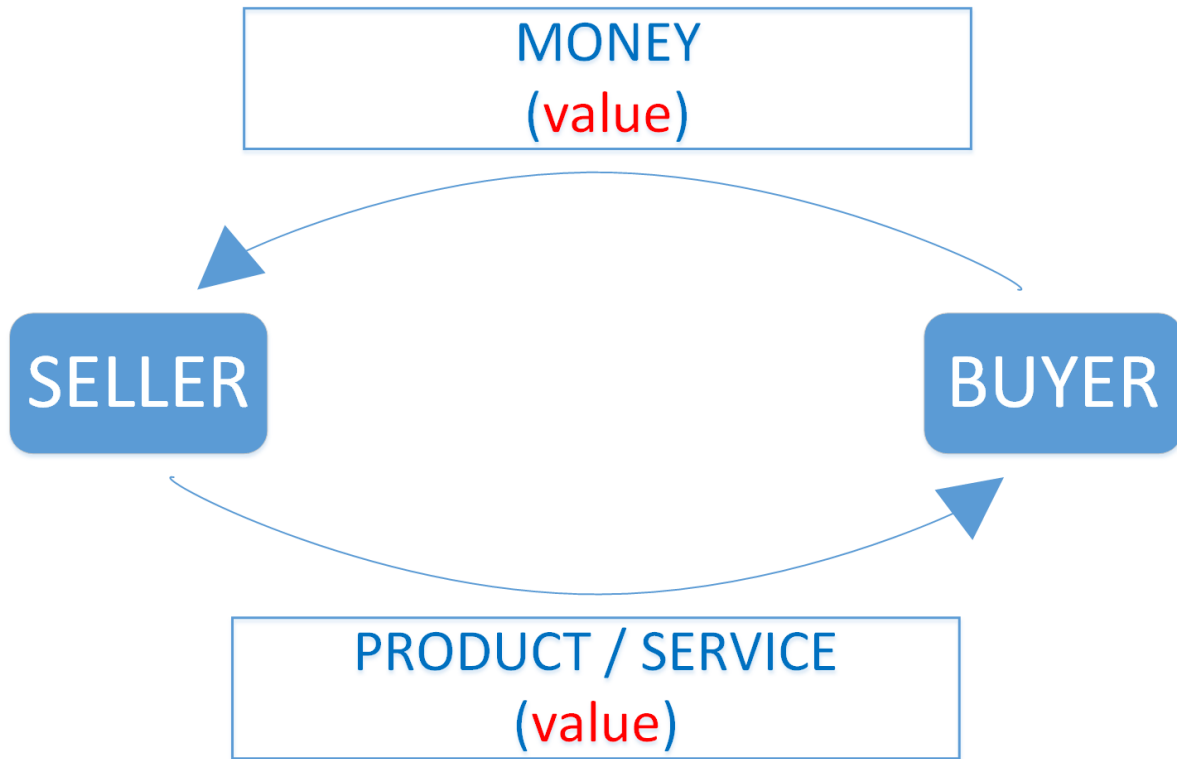 MONEY
(value)
SELLER
BUYER
PRODUCT / SERVICE
(value)